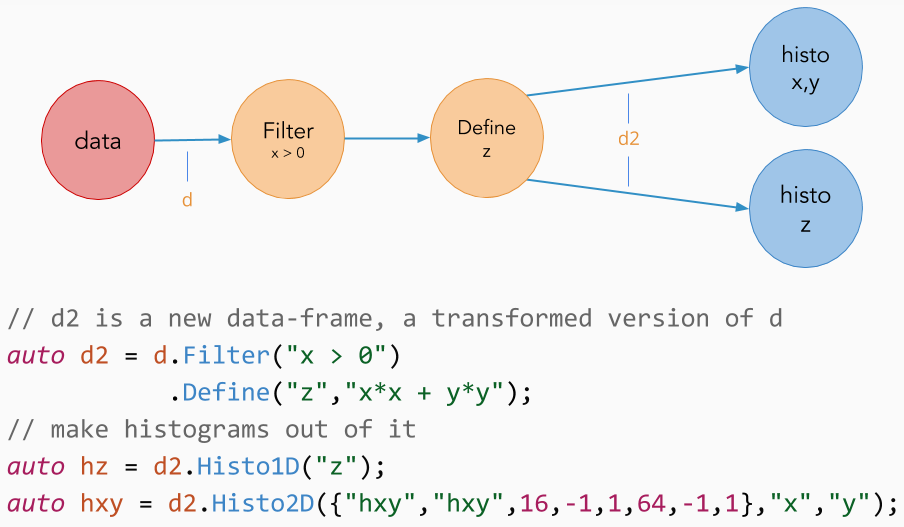 data
Filter
x > 0
Define
z
histo
x,y
histo
z
d
d2
// d2 is a new data-frame, a transformed version of d
auto d2 = d.Filter("x > 0")
.Define("z","x*x + y*y");
// make histograms out of it
auto hz = d2.Histo1D("z");
auto hxy = d2.Histo2D({"hxy","hxy",16,-1,1,64,-1,1},"x","y");